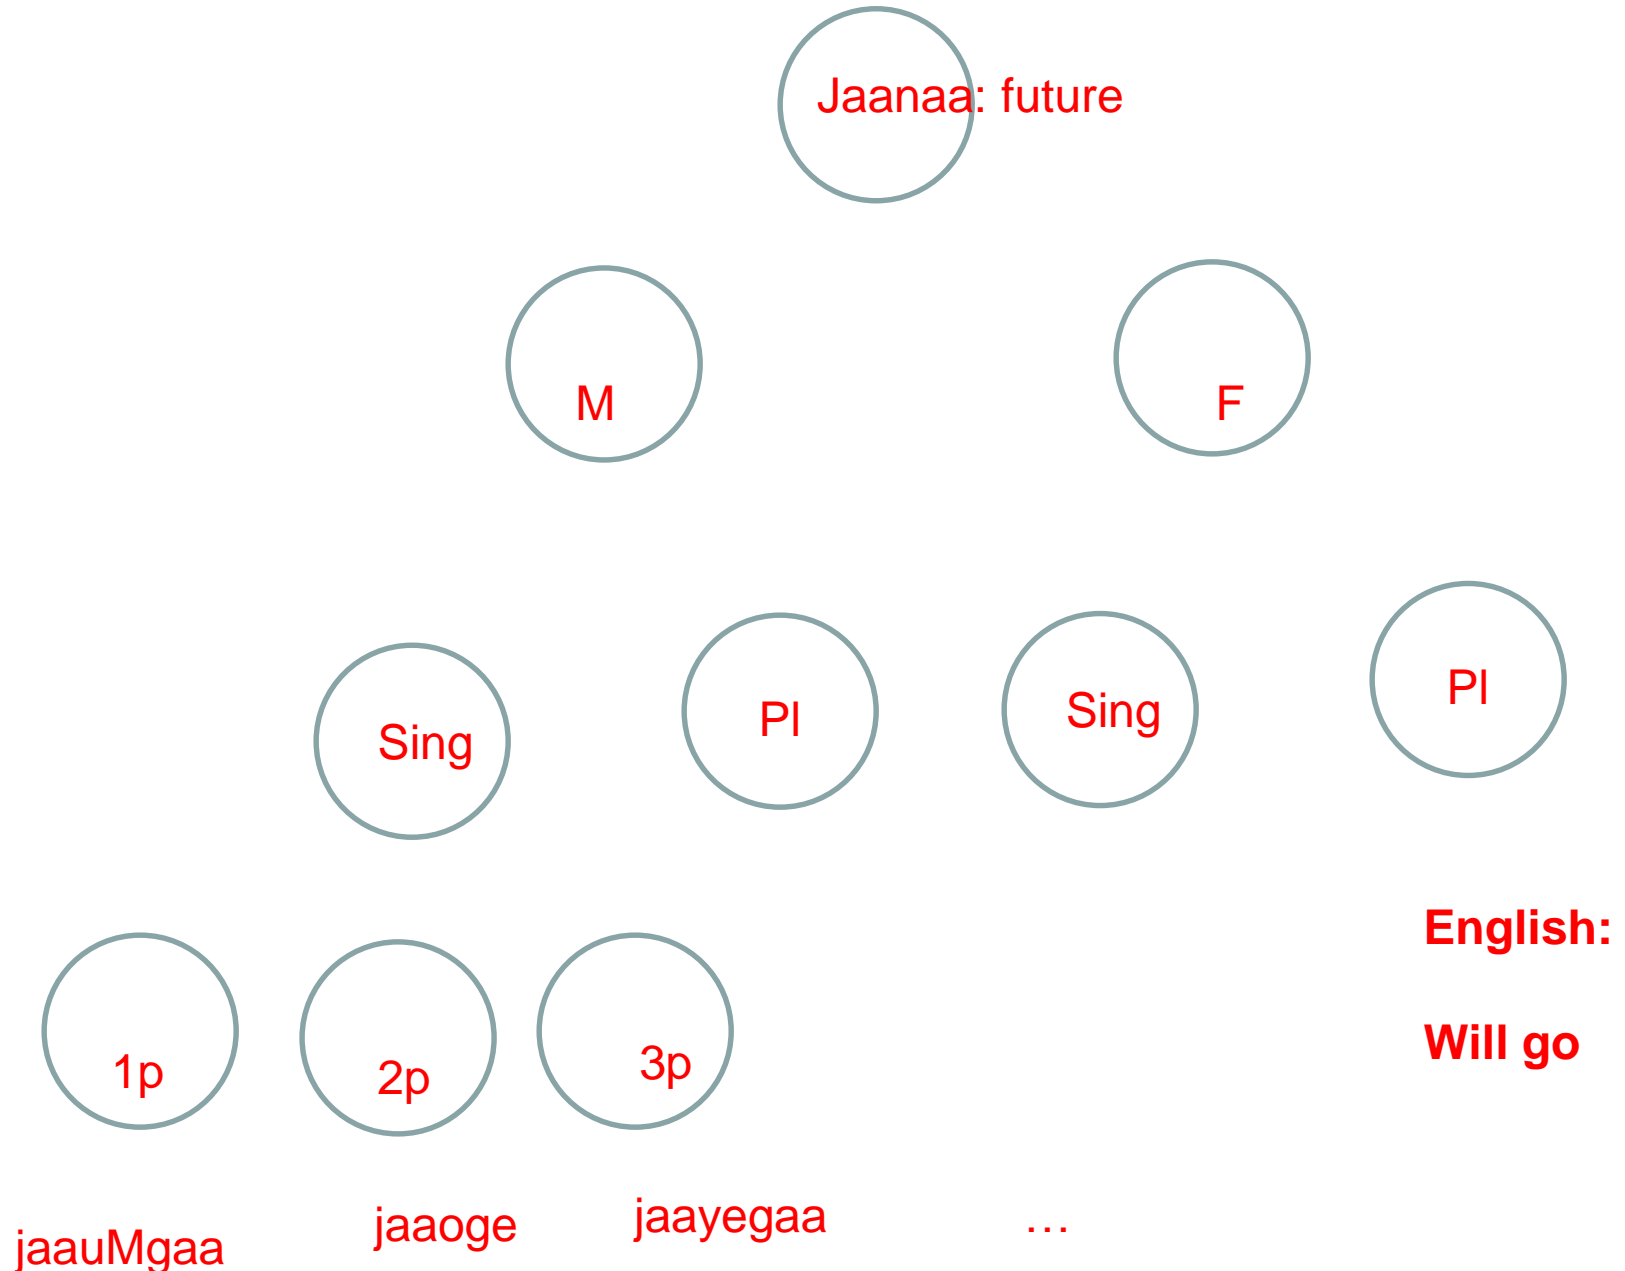 Jaanaa: future
M
F
Sing
Pl
Sing
Pl
English:
Will go
1p
2p
3p
jaauMgaa
jaaoge
jaayegaa
…